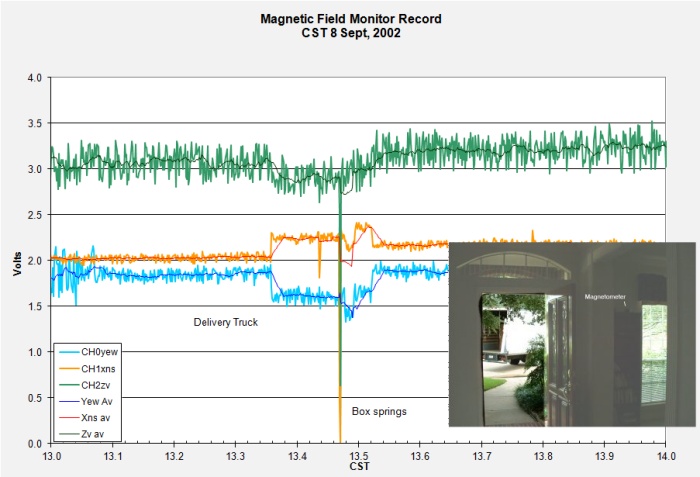 Magnetic Field Monitor Record
CST 8 Sept, 2002
4.0
3.5
3.0
2.5
2.0
1.5
1.0
0.5
0.0
Volts
Magnetometer
Delivery Truck
Box springs
CH0yew
CH1xns
CH2zv
Yew Av
Xns av
Zv av
13.0 13.1 13.2 13.3 13.4 13.5 13.6 13.7 13.8 13.9 14.0
CST